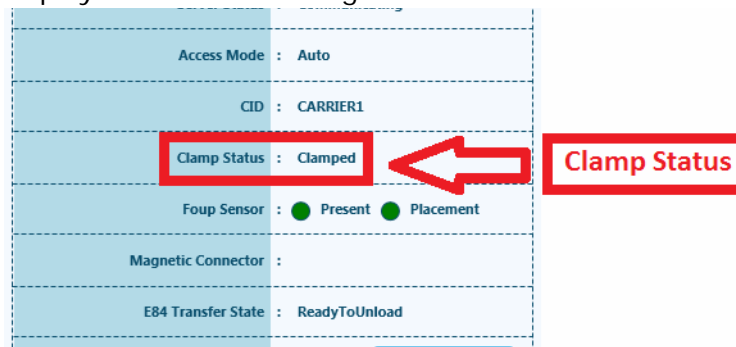 Access Mode : Auto
CID : CARRIER1
Clamp Status : Clamped
Clamp Status
Foup Sensor : Present Placement
Magnetic Connector :
E84 Transfer State : ReadyToUnload